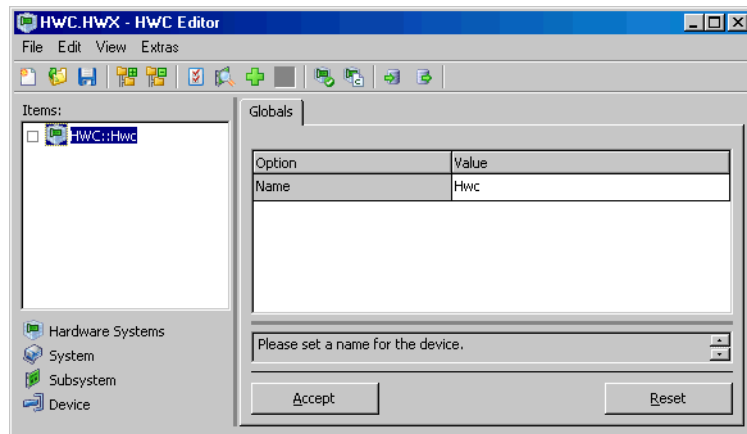 HWC.HWX - HWC Editor
File Edit View Extras
Items:
HWC::Hwc
Hardware Systems
System
Subsystem
Device
Globals
Option Value
Name Hwc
Please set a name for the device.
Accept Reset